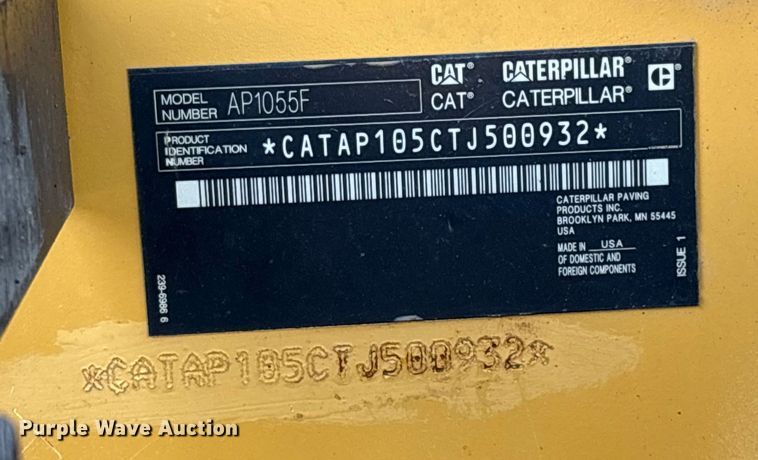 CAT® CATERPILLAR®
CAT® CATERPILLAR®
MODEL NUMBER AP1055F
PRODUCT IDENTIFICATION NUMBER *CATAP105CTJ500932*
CATERPILLAR PAVING
PRODUCTS INC.
BROOKLYN PARK, MN 55445
USA
MADE IN USA
OF DOMESTIC AND
FOREIGN COMPONENTS
ISSUE 1
239-6986 6
*CATAP105CTJ500932*
Purple Wave Auction